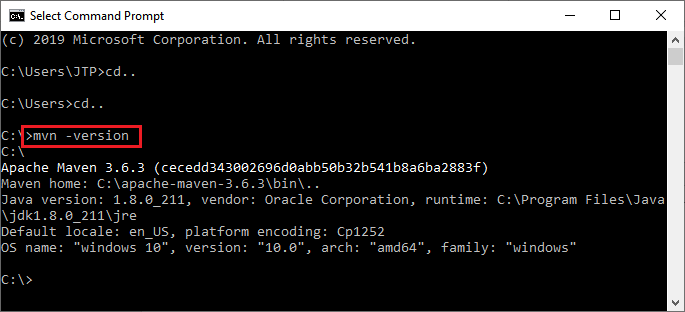 Select Command Prompt
(c) 2019 Microsoft Corporation. All rights reserved.
C:\Users\JTP>cd..
C:\Users>cd..
C:\>mvn -version
C:\
Apache Maven 3.6.3 (cecedd343002696d0abb50b32b541b8a6ba2883f)
Maven home: C:\apache-maven-3.6.3\bin\..
Java version: 1.8.0_211, vendor: Oracle Corporation, runtime: C:\Program Files\Java
\jdk1.8.0_211\jre
Default locale: en_US, platform encoding: Cp1252
OS name: "windows 10", version: "10.0", arch: "amd64", family: "windows"
C:\>